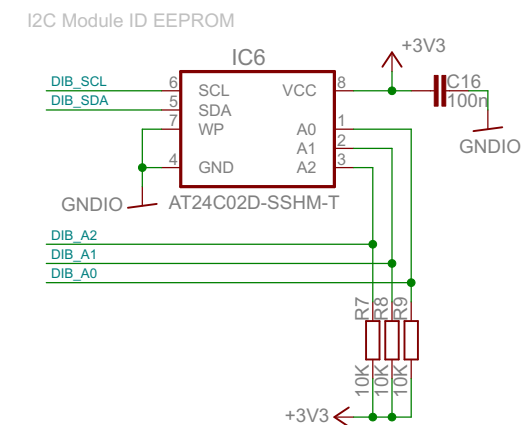 I2C Module ID EEPROM
+3V3
IC6
DIB_SCL
6
SCL
VCC
8
C16
100n
DIB_SDA
5
SDA
7
WP
A0
1
A1
2
GNDIO
4
GND
A2
3
GNDIO
AT24C02D-SSHM-T
DIB_A2
DIB_A1
DIB_A0
R7
R8
R9
10K
10K
10K
+3V3